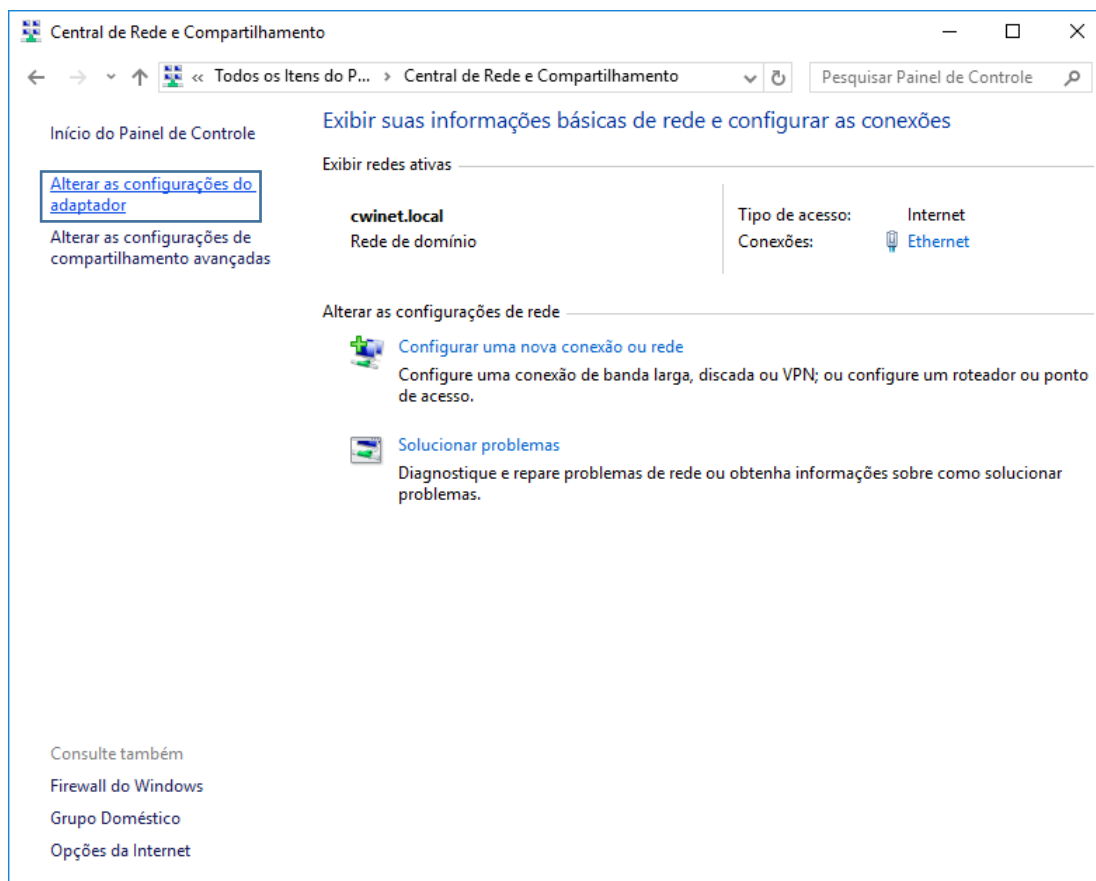 Central de Rede e Compartilhamento
« Todos os Itens do P... > Central de Rede e Compartilhamento
Pesquisar Painel de Controle
Início do Painel de Controle
Alterar as configurações do
adaptador
Alterar as configurações de
compartilhamento avançadas
Exibir suas informações básicas de rede e configurar as conexões
Exibir redes ativas
cwinet.local
Rede de domínio
Tipo de acesso: Internet
Conexões: Ethernet
Alterar as configurações de rede
Configurar uma nova conexão ou rede
Configure uma conexão de banda larga, discada ou VPN; ou configure um roteador ou ponto
de acesso.
Solucionar problemas
Diagnostique e repare problemas de rede ou obtenha informações sobre como solucionar
problemas.
Consulte também
Firewall do Windows
Grupo Doméstico
Opções da Internet